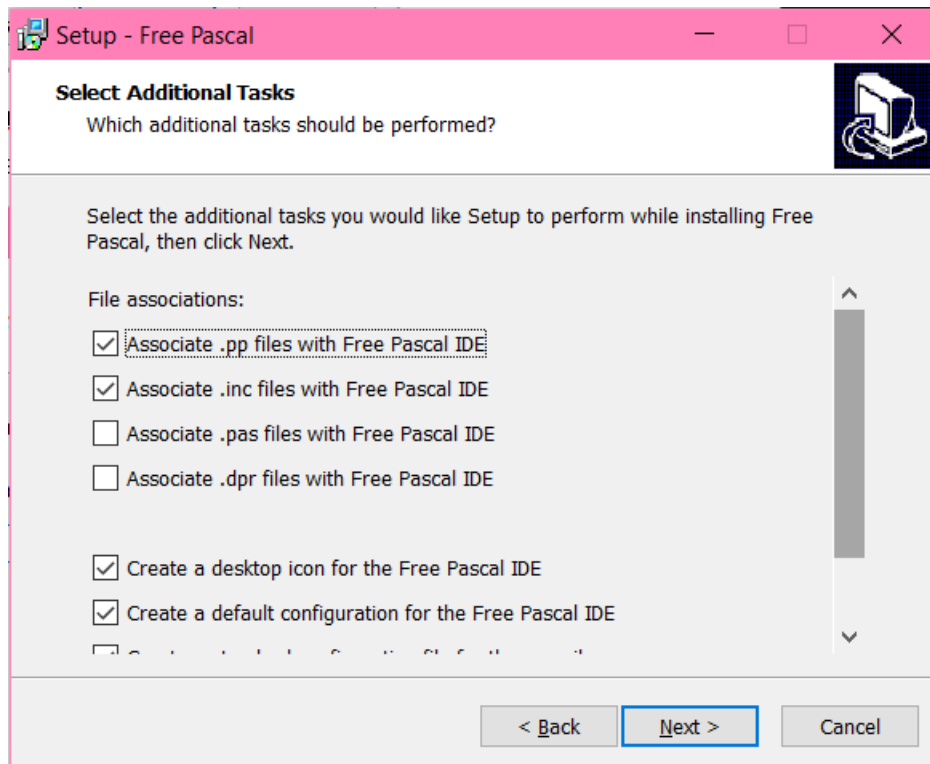 Setup - Free Pascal
Select Additional Tasks
Which additional tasks should be performed?
Select the additional tasks you would like Setup to perform while installing Free
Pascal, then click Next.
File associations:
Associate .pp files with Free Pascal IDE
Associate .inc files with Free Pascal IDE
Associate .pas files with Free Pascal IDE
Associate .dpr files with Free Pascal IDE
Create a desktop icon for the Free Pascal IDE
Create a default configuration for the Free Pascal IDE
< Back
Next >
Cancel